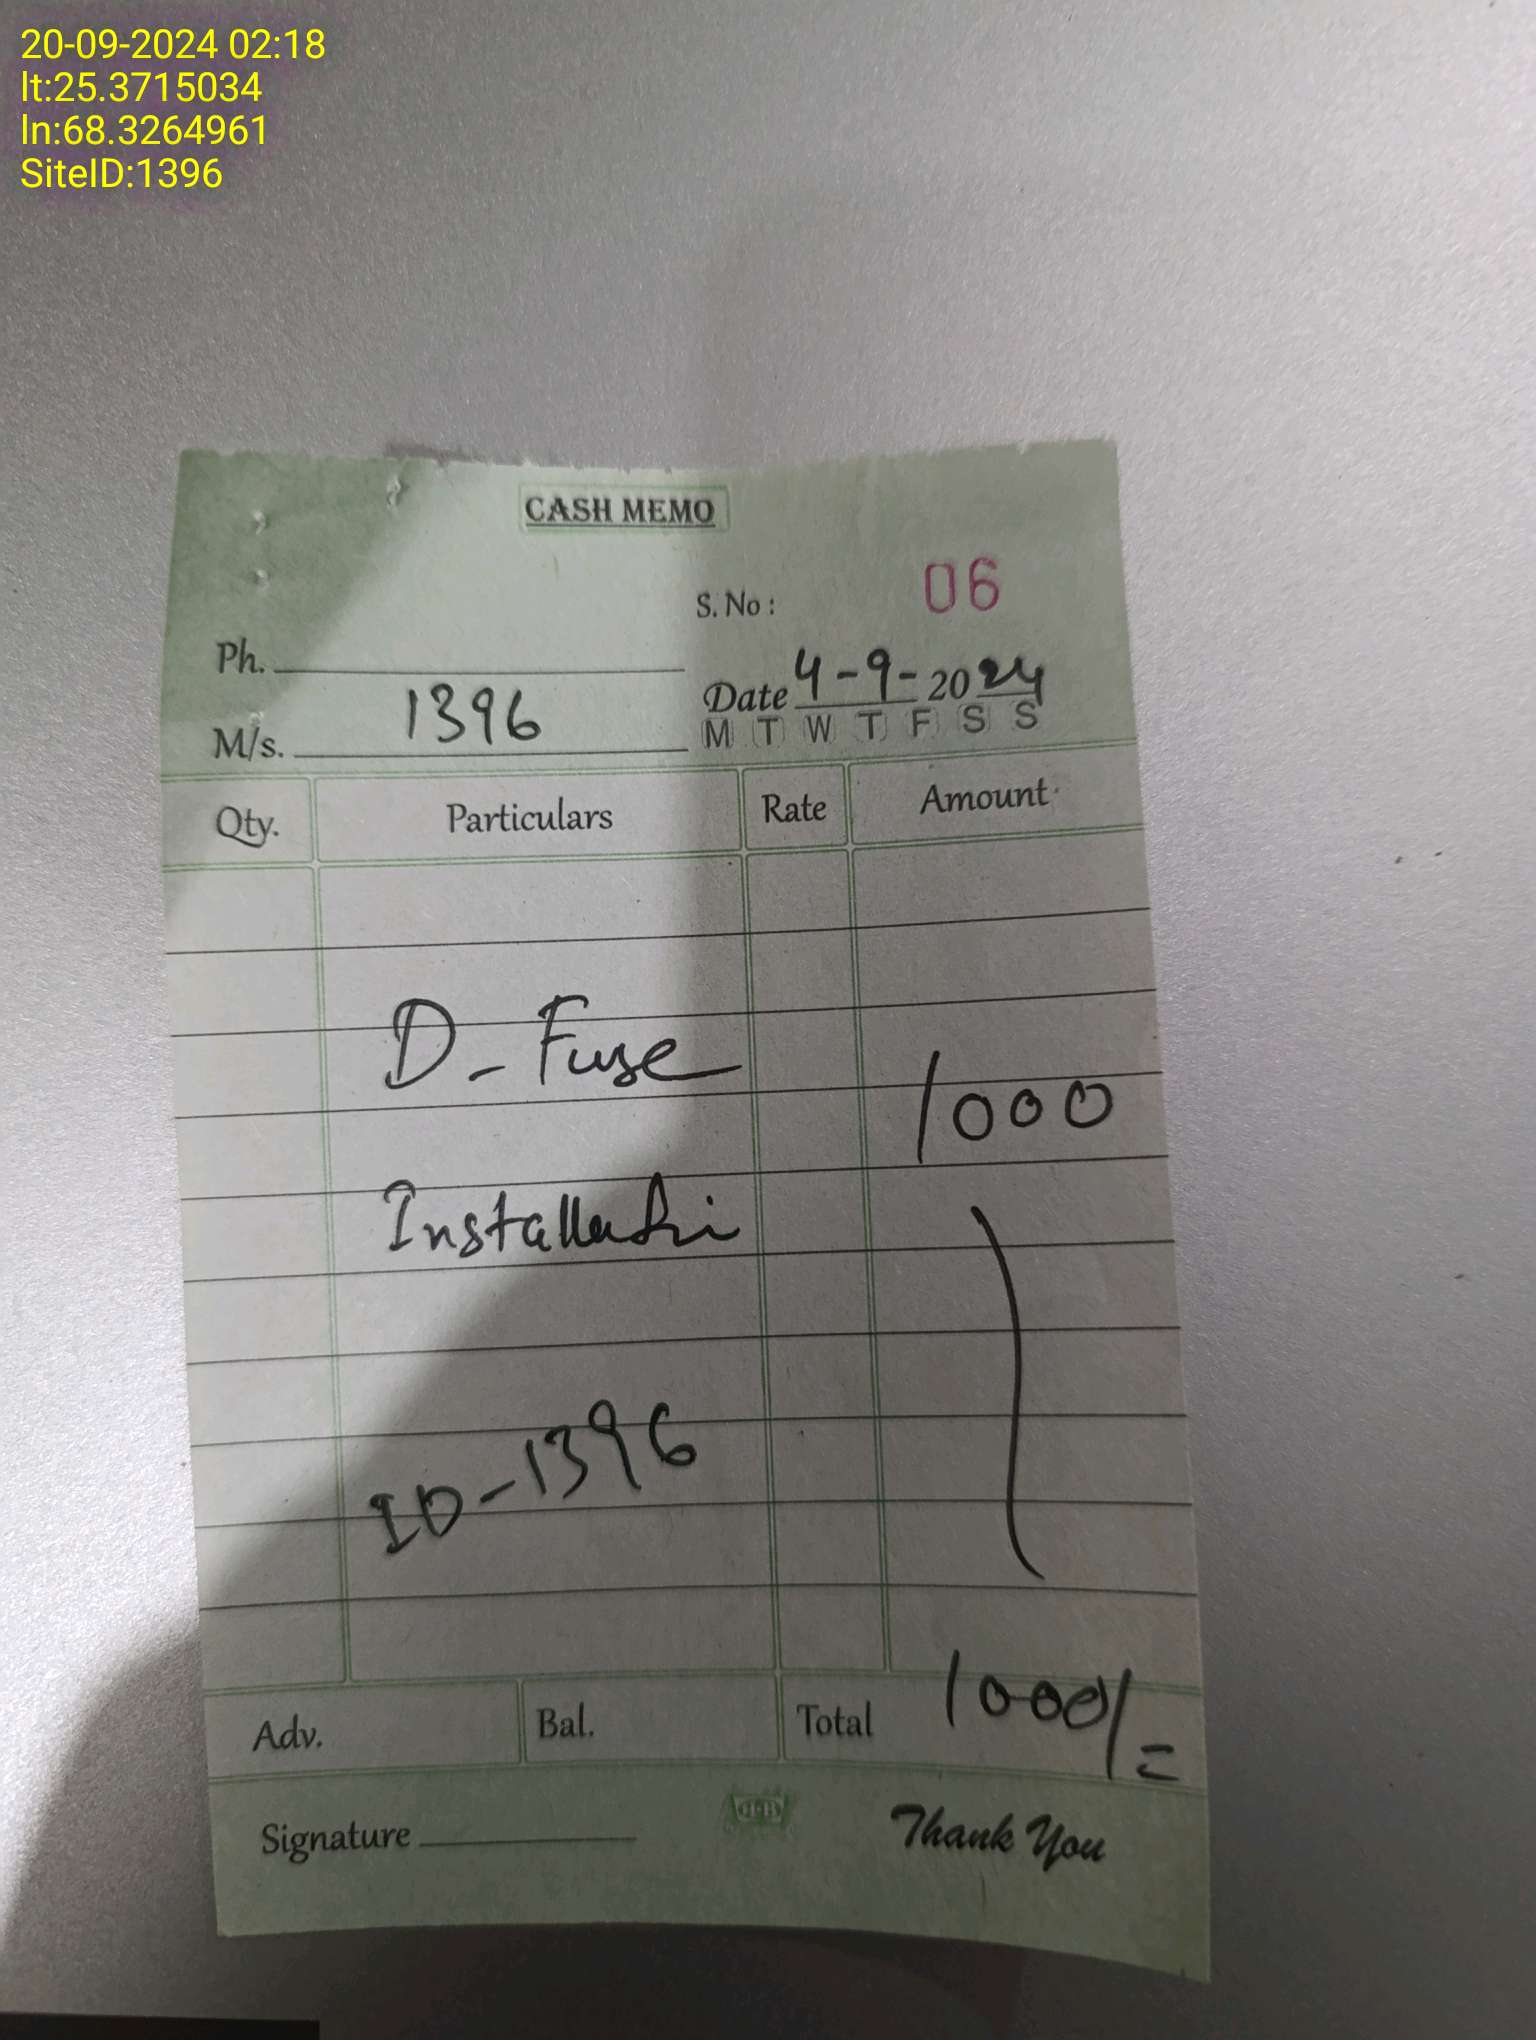 20-09-2024 02:18
lt:25.3715034
ln:68.3264961
SiteID:1396
CASH MEMO
S. No : 06
Ph.
Date 4-9-2024
M/s. 1396
M T W T F S S
Qty. Particulars Rate Amount
D-Fuse 1000
Installati
ID-1396
Adv. Bal. Total 1000/=
Signature
Thank You